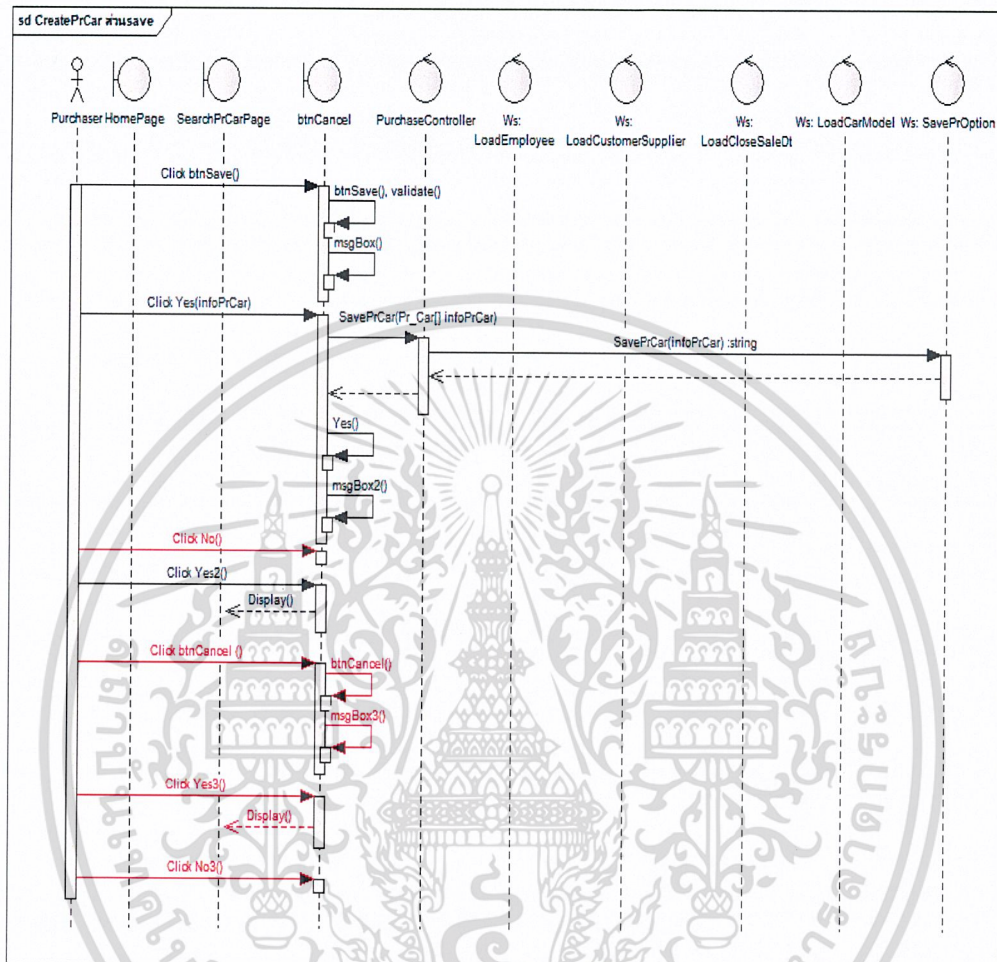 sd CreatePrCar ส่วนsave
Purchaser
HomePage
SearchPrCarPage
btnCancel
PurchaseController
Ws:
LoadEmployee
Ws:
LoadCustomerSupplier
Ws:
LoadCloseSaleDt
Ws: LoadCarModel
Ws: SavePrOption
Click btnSave()
btnSave(), validate()
msgBox()
Click Yes(infoPrCar)
SavePrCar(Pr_Car[] infoPrCar)
SavePrCar(infoPrCar) :string
Yes()
msgBox2()
Click No()
Click Yes2()
Display()
Click btnCancel ()
btnCancel()
msgBox3()
Click Yes3()
Display()
Click No3()